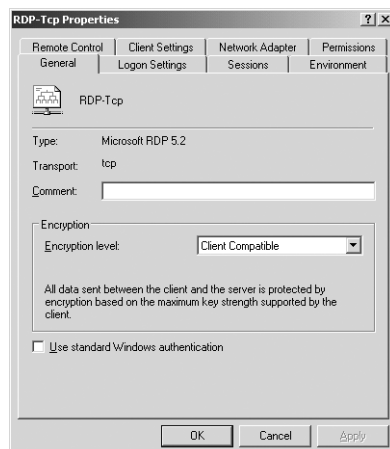 RDP-Tcp Properties
Remote Control Client Settings Network Adapter Permissions
General Logon Settings Sessions Environment
RDP-Tcp
Type: Microsoft RDP 5.2
Transport: tcp
Comment:
Encryption
Encryption level: Client Compatible
All data sent between the client and the server is protected by
encryption based on the maximum key strength supported by the
client.
Use standard Windows authentication
OK Cancel Apply